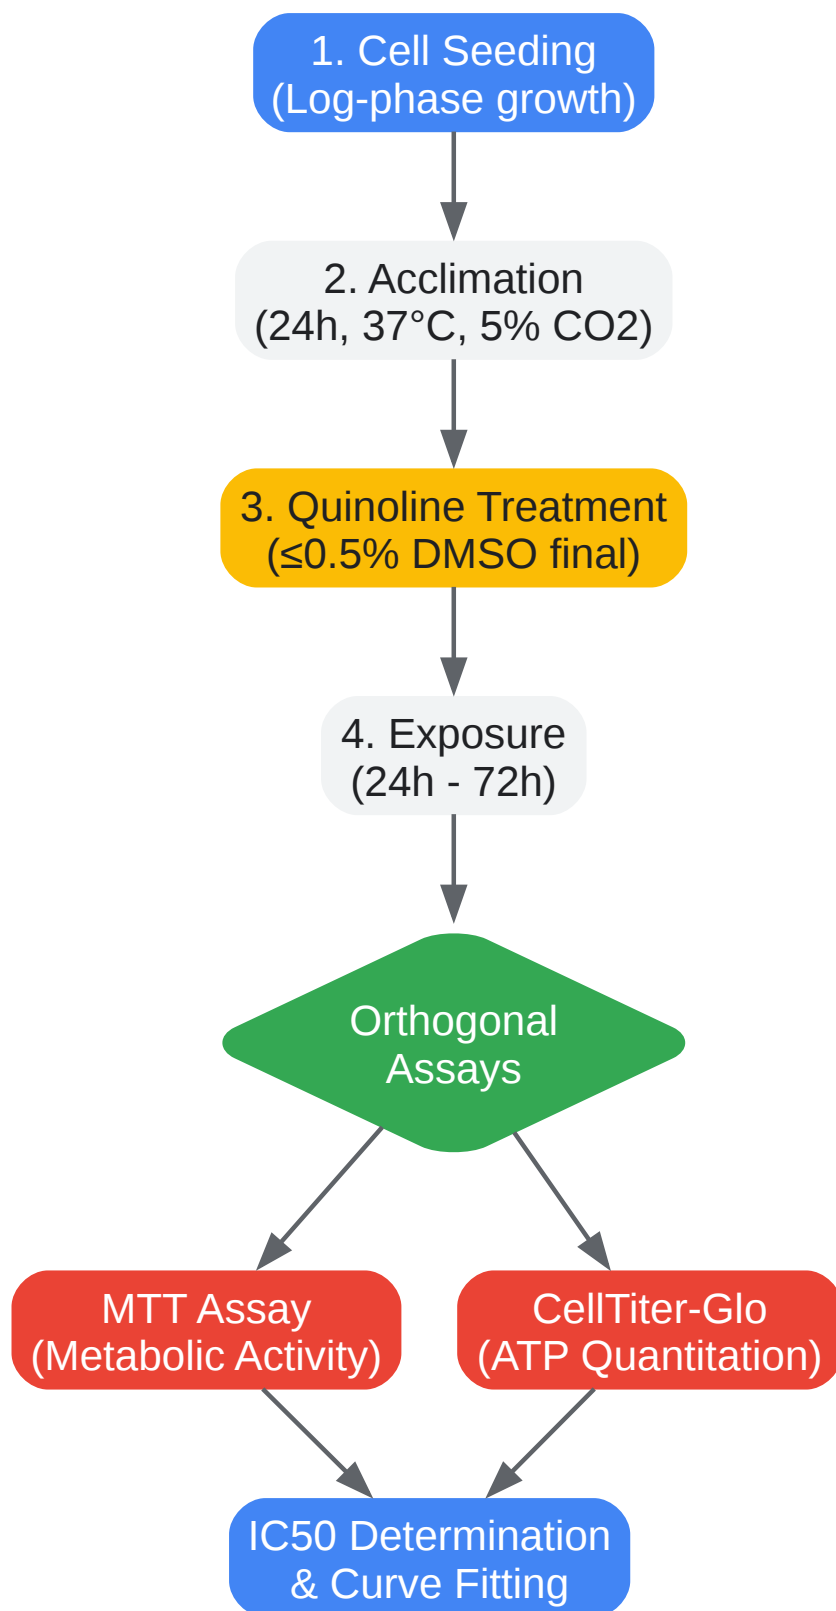 1. Cell Seeding
(Log-phase growth)
2. Acclimation
(24h, 37°C, 5% CO2)
3. Quinoline Treatment
(≤0.5% DMSO final)
4. Exposure
(24h - 72h)
Orthogonal
Assays
MTT Assay
(Metabolic Activity)
CellTiter-Glo
(ATP Quantitation)
IC50 Determination
& Curve Fitting